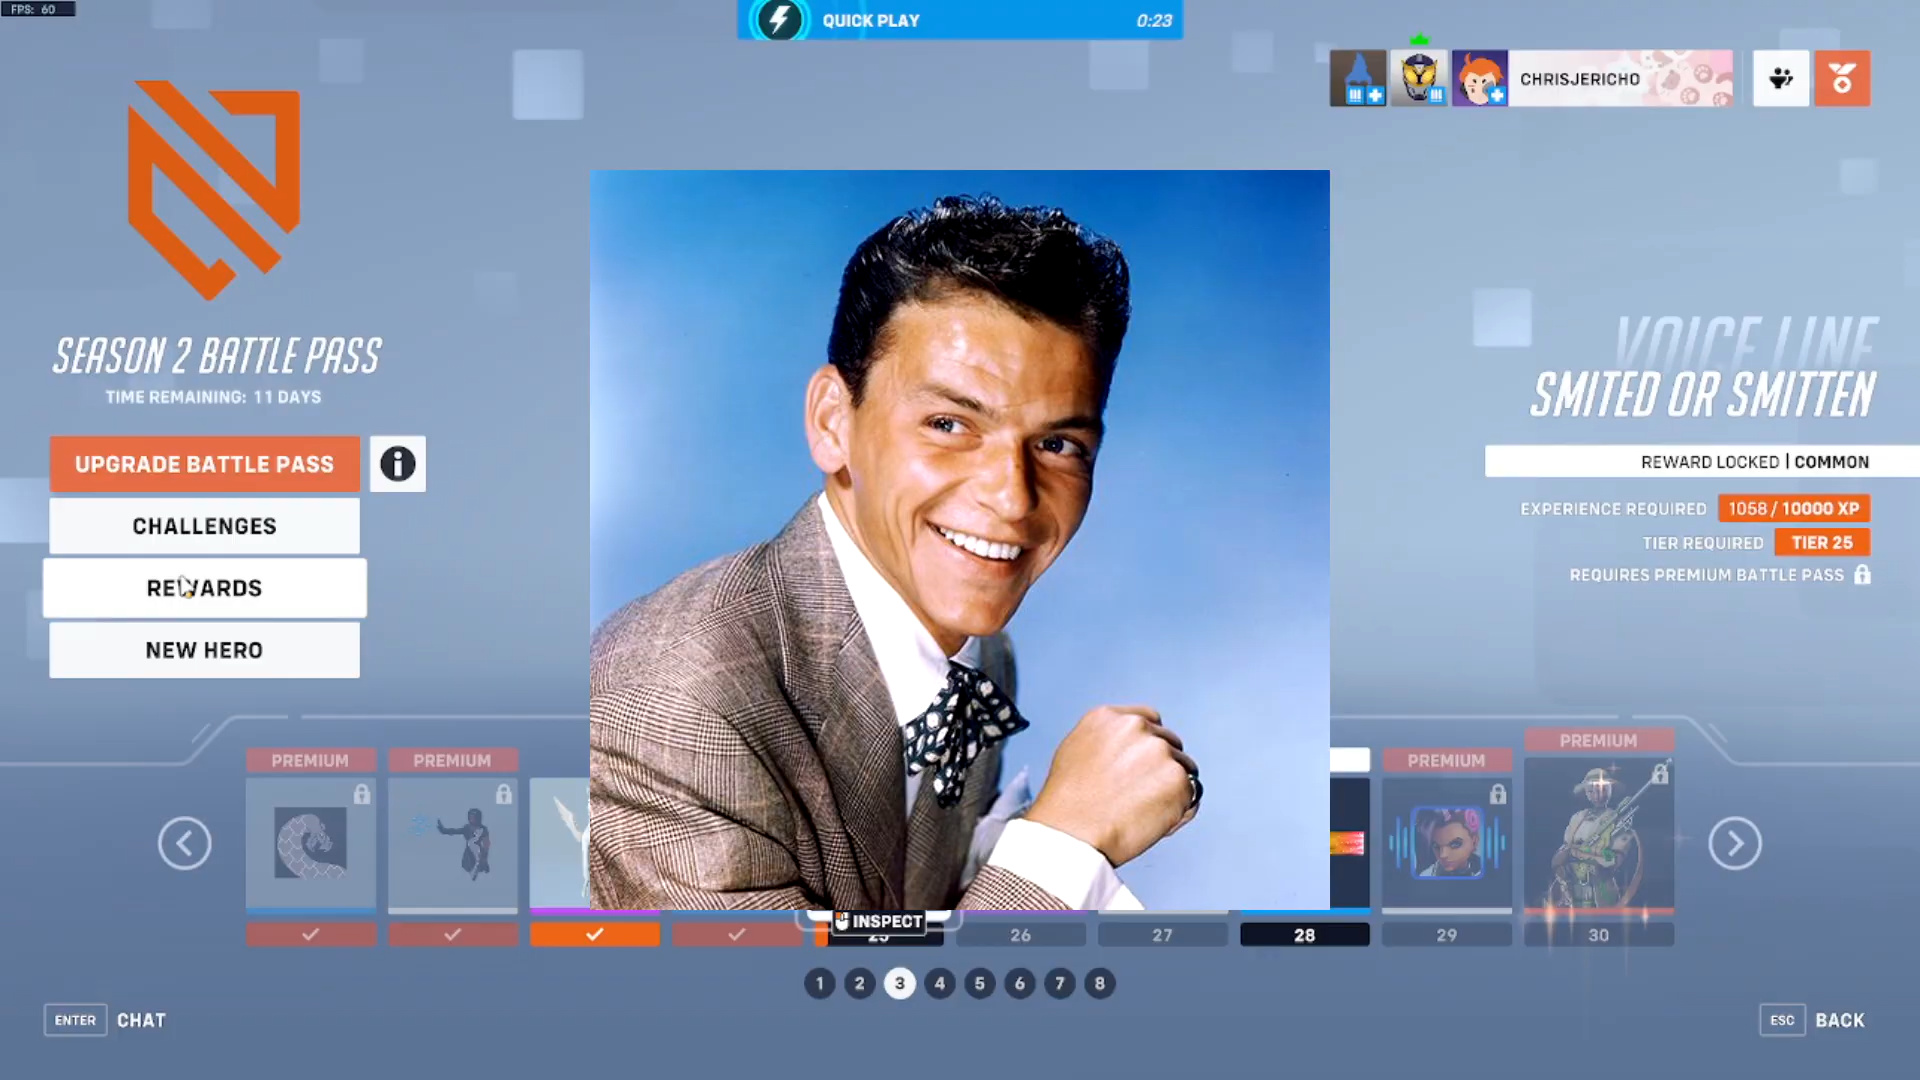 FPS: 60
QUICK PLAY
0:23
CHRISJERICHO
SEASON 2 BATTLE PASS
TIME REMAINING: 11 DAYS
UPGRADE BATTLE PASS
CHALLENGES
REWARDS
NEW HERO
VOICE LINE
SMITED OR SMITTEN
REWARD LOCKED | COMMON
EXPERIENCE REQUIRED 1058 / 10000 XP
TIER REQUIRED TIER 25
REQUIRES PREMIUM BATTLE PASS
PREMIUM
PREMIUM
PREMIUM
PREMIUM
INSPECT
25
26
27
28
29
30
1 2 3 4 5 6 7 8
ENTER CHAT
ESC BACK